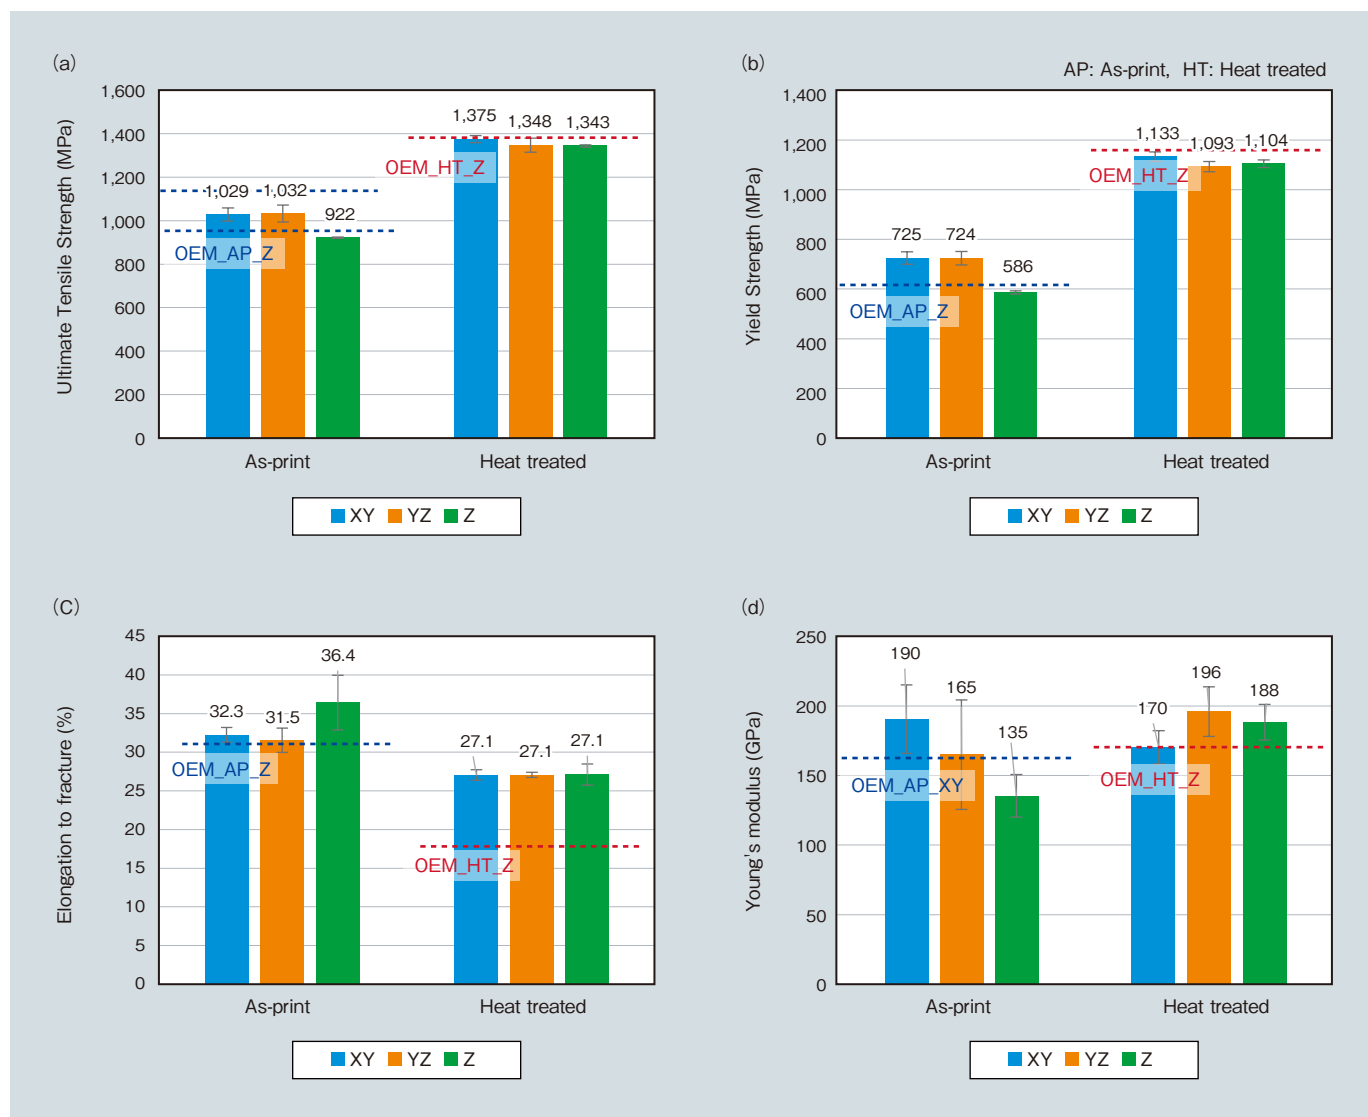 (a)
Ultimate Tensile Strength (MPa)
1,600
1,400
1,200
1,000
800
600
400
200
0
1,029
1,032
922
1,375
1,348
1,343
OEM_AP_Z
OEM_HT_Z
As-print
Heat treated
XY YZ Z
(b)
AP: As-print, HT: Heat treated
Yield Strength (MPa)
1,400
1,200
1,000
800
600
400
200
0
725
724
586
1,133
1,093
1,104
OEM_AP_Z
OEM_HT_Z
As-print
Heat treated
XY YZ Z
(C)
Elongation to fracture (%)
45
40
35
30
25
20
15
10
5
0
32.3
31.5
36.4
27.1
27.1
27.1
OEM_AP_Z
OEM_HT_Z
As-print
Heat treated
XY YZ Z
(d)
Young's modulus (GPa)
250
200
150
100
50
0
190
165
135
170
196
188
OEM_AP_XY
OEM_HT_Z
As-print
Heat treated
XY YZ Z